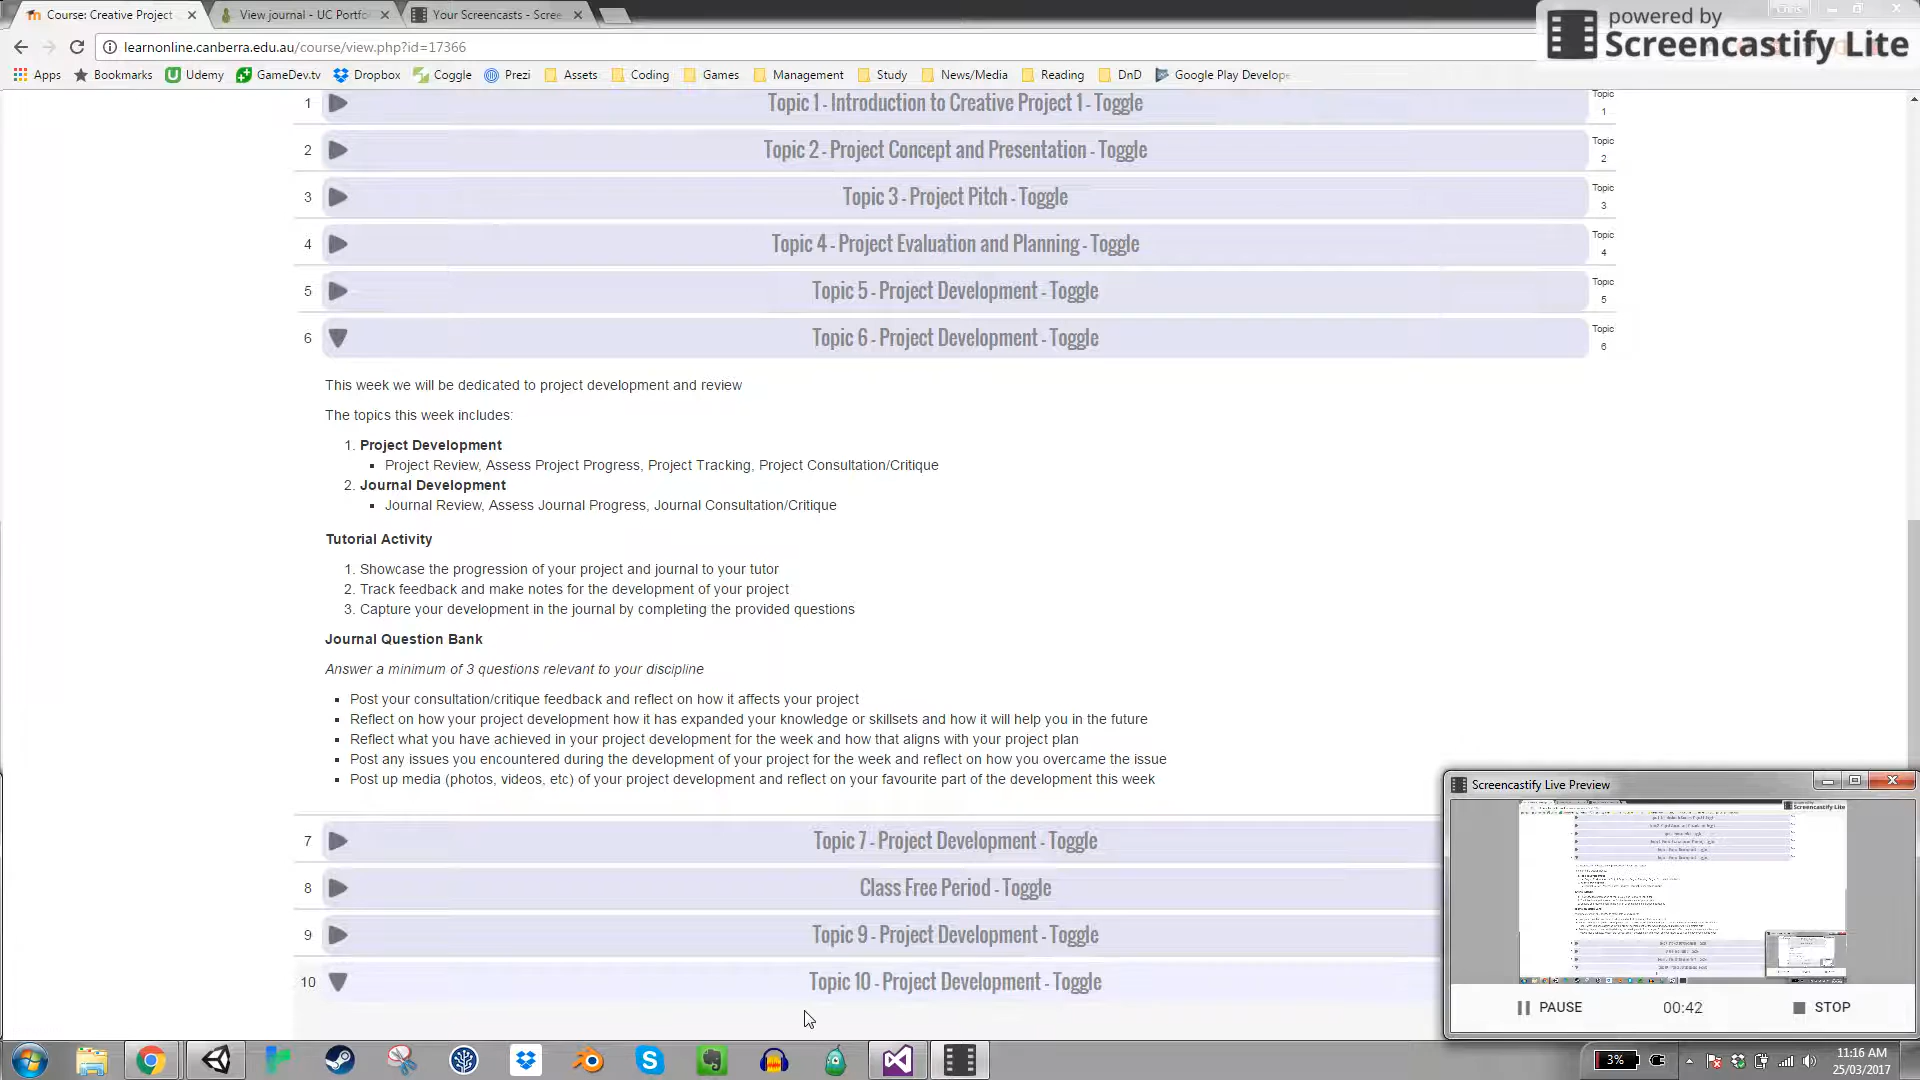 Course: Creative Project
View journal - UC Portfo
Your Screencasts - Scree
powered by
Screencastify Lite
learnonline.canberra.edu.au/course/view.php?id=17366
Apps
Bookmarks
Udemy
GameDev.tv
Dropbox
Coggle
Prezi
Assets
Coding
Games
Management
Study
News/Media
Reading
DnD
Google Play Develope
1
Topic 1 - Introduction to Creative Project 1 - Toggle
Topic
1
2
Topic 2 - Project Concept and Presentation - Toggle
Topic
2
3
Topic 3 - Project Pitch - Toggle
Topic
3
4
Topic 4 - Project Evaluation and Planning - Toggle
Topic
4
5
Topic 5 - Project Development - Toggle
Topic
5
6
Topic 6 - Project Development - Toggle
Topic
6
This week we will be dedicated to project development and review
The topics this week includes:
1. Project Development
Project Review, Assess Project Progress, Project Tracking, Project Consultation/Critique
2. Journal Development
Journal Review, Assess Journal Progress, Journal Consultation/Critique
Tutorial Activity
1. Showcase the progression of your project and journal to your tutor
2. Track feedback and make notes for the development of your project
3. Capture your development in the journal by completing the provided questions
Journal Question Bank
Answer a minimum of 3 questions relevant to your discipline
Post your consultation/critique feedback and reflect on how it affects your project
Reflect on how your project development how it has expanded your knowledge or skillsets and how it will help you in the future
Reflect what you have achieved in your project development for the week and how that aligns with your project plan
Post any issues you encountered during the development of your project for the week and reflect on how you overcame the issue
Post up media (photos, videos, etc) of your project development and reflect on your favourite part of the development this week
7
Topic 7 - Project Development - Toggle
8
Class Free Period - Toggle
9
Topic 9 - Project Development - Toggle
10
Topic 10 - Project Development - Toggle
Screencastify Live Preview
Screencastify Lite
PAUSE
00:42
STOP
3%
11:16 AM
25/03/2017